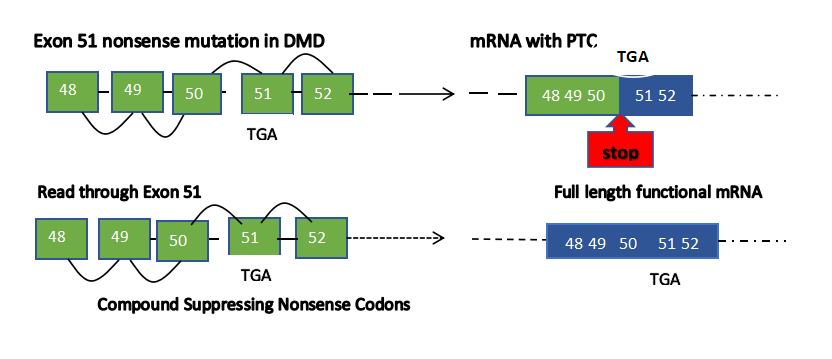 Exon 51 nonsense mutation in DMD
mRNA with PTC
TGA
48 49 50 51 52
48 49 50 51 52
TGA
stop
Read through Exon 51
Full length functional mRNA
48 49 50 51 52
48 49 50 51 52
TGA
TGA
Compound Suppressing Nonsense Codons